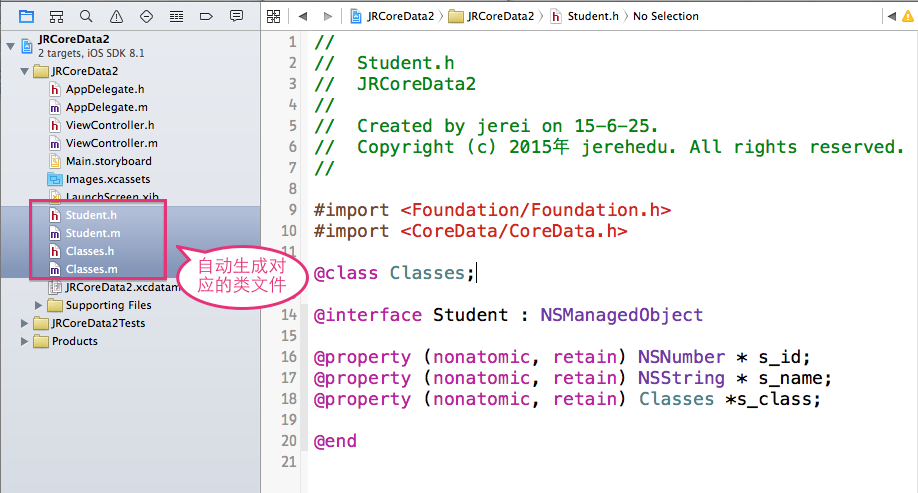 JRCoreData2 〉 JRCoreData2 〉 Student.h 〉 No Selection
JRCoreData2
2 targets, iOS SDK 8.1
JRCoreData2
AppDelegate.h
AppDelegate.m
ViewController.h
ViewController.m
Main.storyboard
Images.xcassets
LaunchScreen.xib
Student.h
Student.m
Classes.h
Classes.m
JRCoreData2.xcdatam
Supporting Files
JRCoreData2Tests
Products
自动生成对
应的类文件
1 //
2 // Student.h
3 // JRCoreData2
4 //
5 // Created by jerei on 15-6-25.
6 // Copyright (c) 2015年 jerehedu. All rights reserved.
7 //
8
9 #import <Foundation/Foundation.h>
10 #import <CoreData/CoreData.h>
11
@class Classes;
14 @interface Student : NSManagedObject
15
16 @property (nonatomic, retain) NSNumber * s_id;
17 @property (nonatomic, retain) NSString * s_name;
18 @property (nonatomic, retain) Classes *s_class;
19
20 @end
21